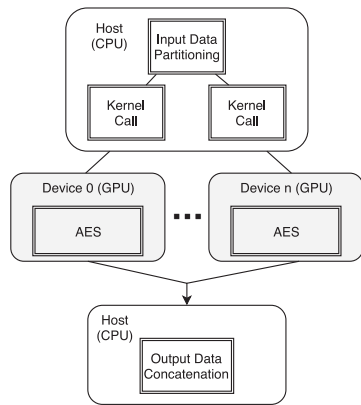 Host
(CPU)
Input Data
Partitioning
Kernel
Call
Kernel
Call
Device 0 (GPU)
AES
Device n (GPU)
AES
Host
(CPU)
Output Data
Concatenation